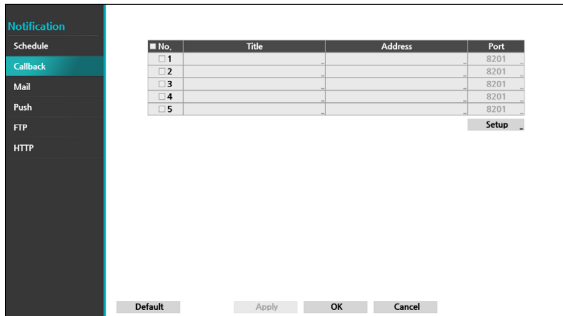 Notification
Schedule
Callback
Mail
Push
FTP
HTTP
No. Title Address Port
1 8201
2 8201
3 8201
4 8201
5 8201
Setup
Default Apply OK Cancel